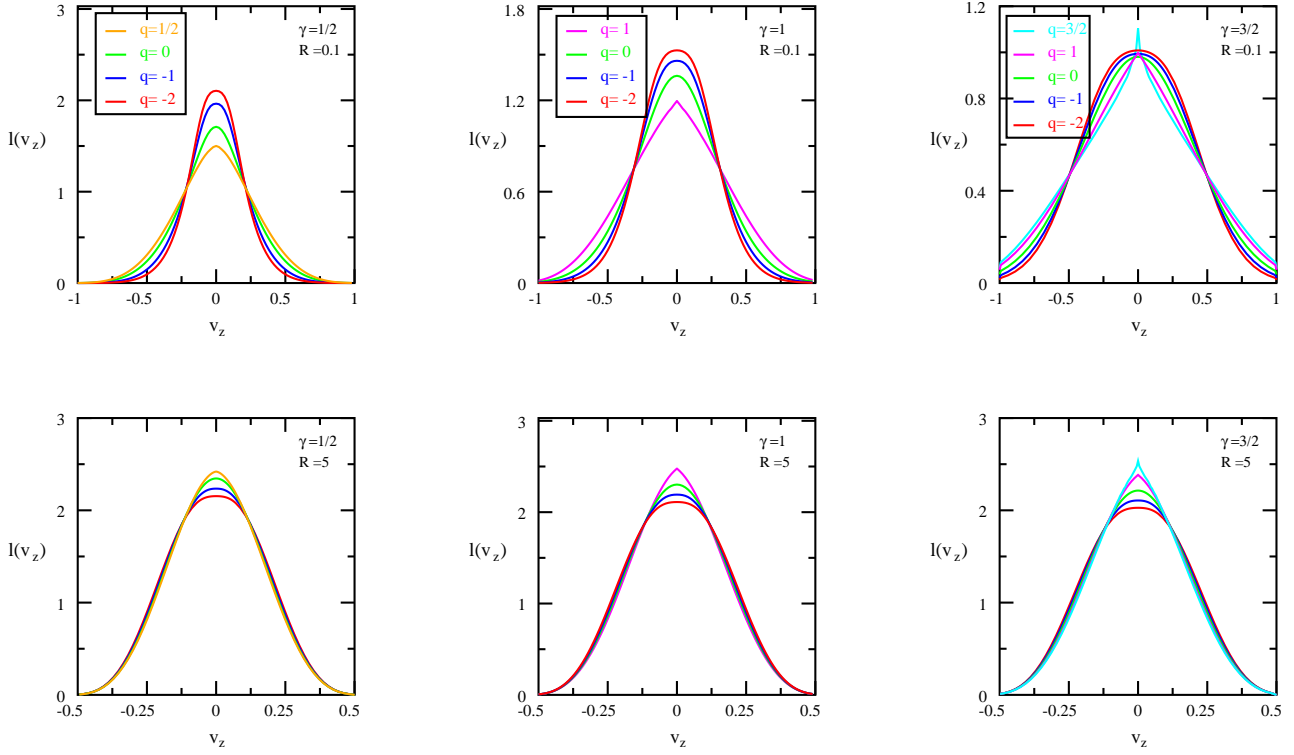 3
2
1
0
l(v_z)
-1
-0.5
0
0.5
1
v_z
q=1/2
q= 0
q= -1
q= -2
γ=1/2
R =0.1
1.8
1.2
0.6
0
l(v_z)
-1
-0.5
0
0.5
1
v_z
q= 1
q= 0
q= -1
q= -2
γ=1
R =0.1
1.2
0.8
0.4
0
l(v_z)
-1
-0.5
0
0.5
1
v_z
q=3/2
q= 1
q= 0
q= -1
q= -2
γ=3/2
R =0.1
3
2
1
0
l(v_z)
-0.5
-0.25
0
0.25
0.5
v_z
γ=1/2
R =5
3
2
1
0
l(v_z)
-0.5
-0.25
0
0.25
0.5
v_z
γ=1
R =5
3
2
1
0
l(v_z)
-0.5
-0.25
0
0.25
0.5
v_z
γ=3/2
R =5